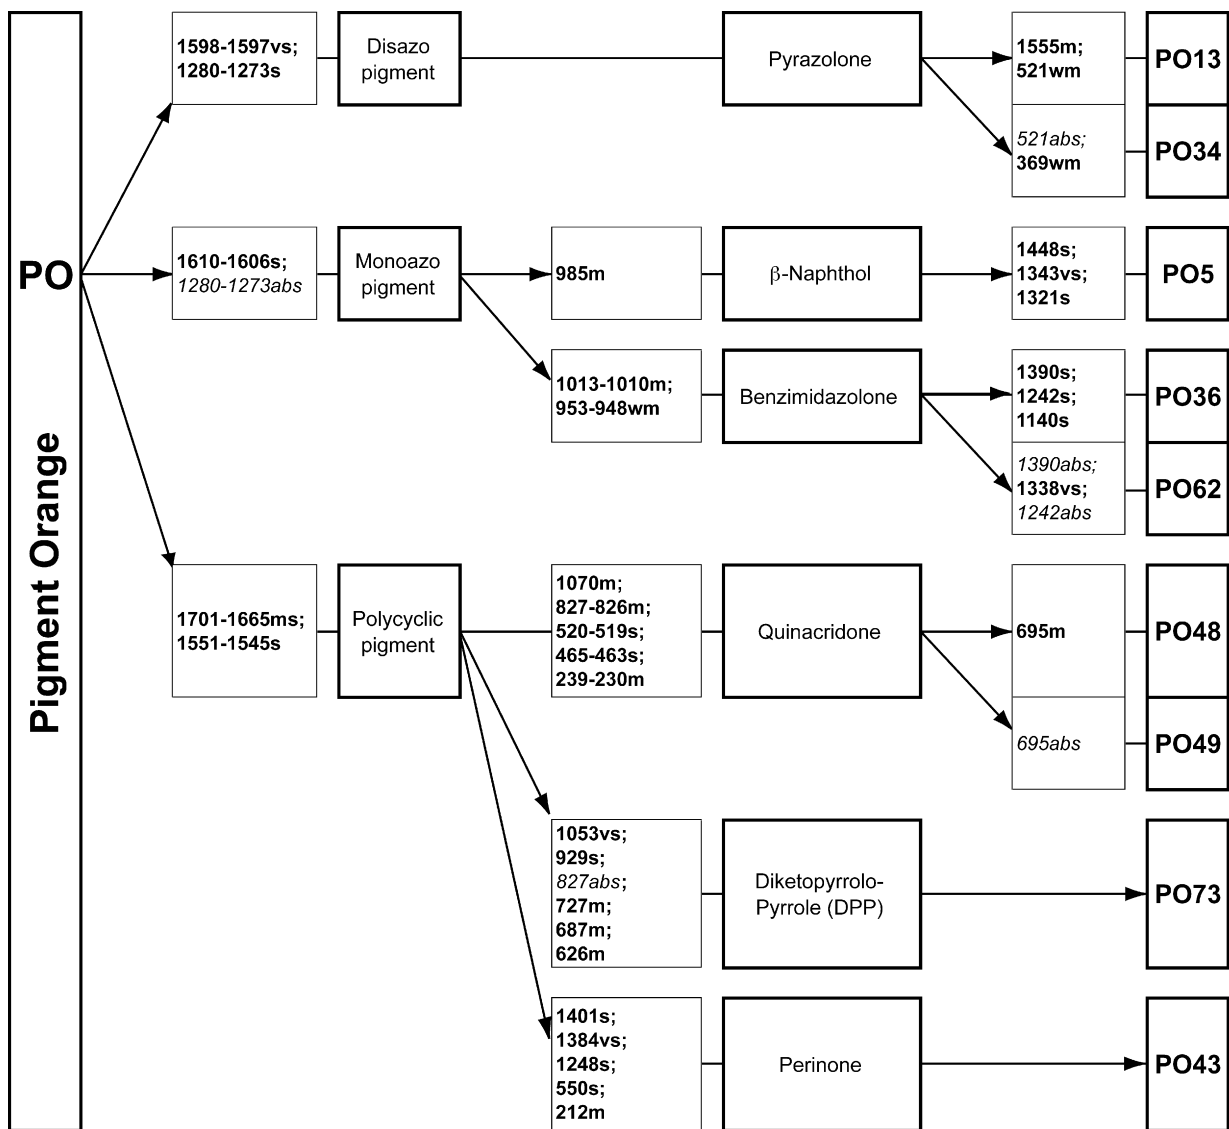 Pigment Orange
PO
1598-1597vs;
1280-1273s
Disazo
pigment
Pyrazolone
1555m;
521wm
PO13
521abs;
369wm
PO34
1610-1606s;
1280-1273abs
Monoazo
pigment
985m
β-Naphthol
1448s;
1343vs;
1321s
PO5
1013-1010m;
953-948wm
Benzimidazolone
1390s;
1242s;
1140s
PO36
1390abs;
1338vs;
1242abs
PO62
1701-1665ms;
1551-1545s
Polycyclic
pigment
1070m;
827-826m;
520-519s;
465-463s;
239-230m
Quinacridone
695m
PO48
695abs
PO49
1053vs;
929s;
827abs;
727m;
687m;
626m
Diketopyrrolo-
Pyrrole (DPP)
PO73
1401s;
1384vs;
1248s;
550s;
212m
Perinone
PO43